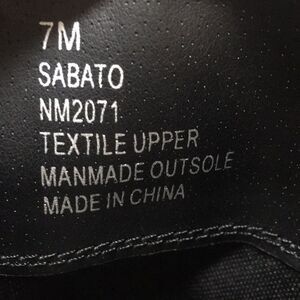 7M
SABATO
NM2071
TEXTILE UPPER
MANMADE OUTSOLE
MADE IN CHINA